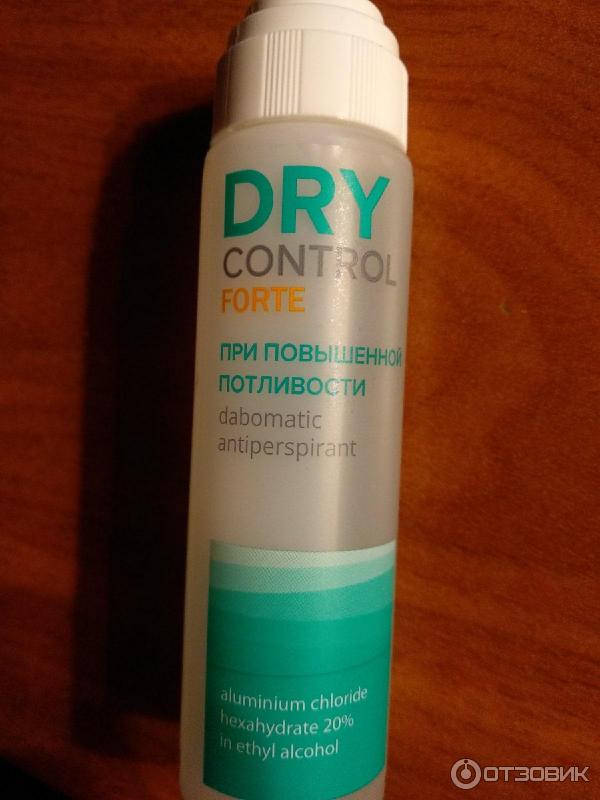 DRY
CONTROL
FORTE
ПРИ ПОВЫШЕННОЙ
ПОТЛИВОСТИ
dabomatic
antiperspirant
aluminium chloride
hexahydrate 20%
in ethyl alcohol
ОТЗОВИК